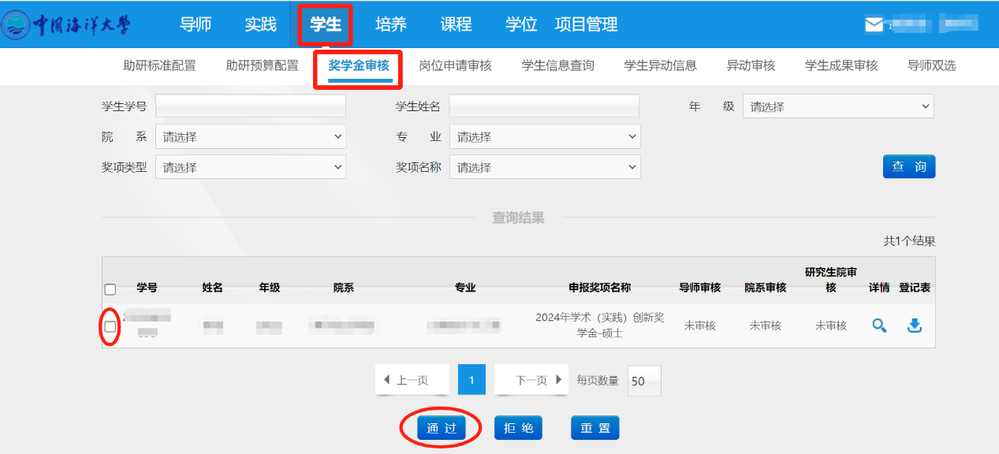 中国海洋大学 导师 实践 学生 培养 课程 学位 项目管理
助研标准配置 助研预算配置 奖学金审核 岗位申请审核 学生信息查询 学生异动信息 异动审核 学生成果审核 导师双选
学生学号 学生姓名 年 级 请选择
院 系 请选择 专 业 请选择
奖项类型 请选择 奖项名称 请选择 查 询
查询结果
共1个结果
学号 姓名 年级 院系 专业 申报奖项名称 导师审核 院系审核 研究生院审核 详情 登记表
2024年学术（实践）创新奖学金-硕士 未审核 未审核 未审核
上一页 1 下一页 每页数量 50
通 过 拒 绝 重 置